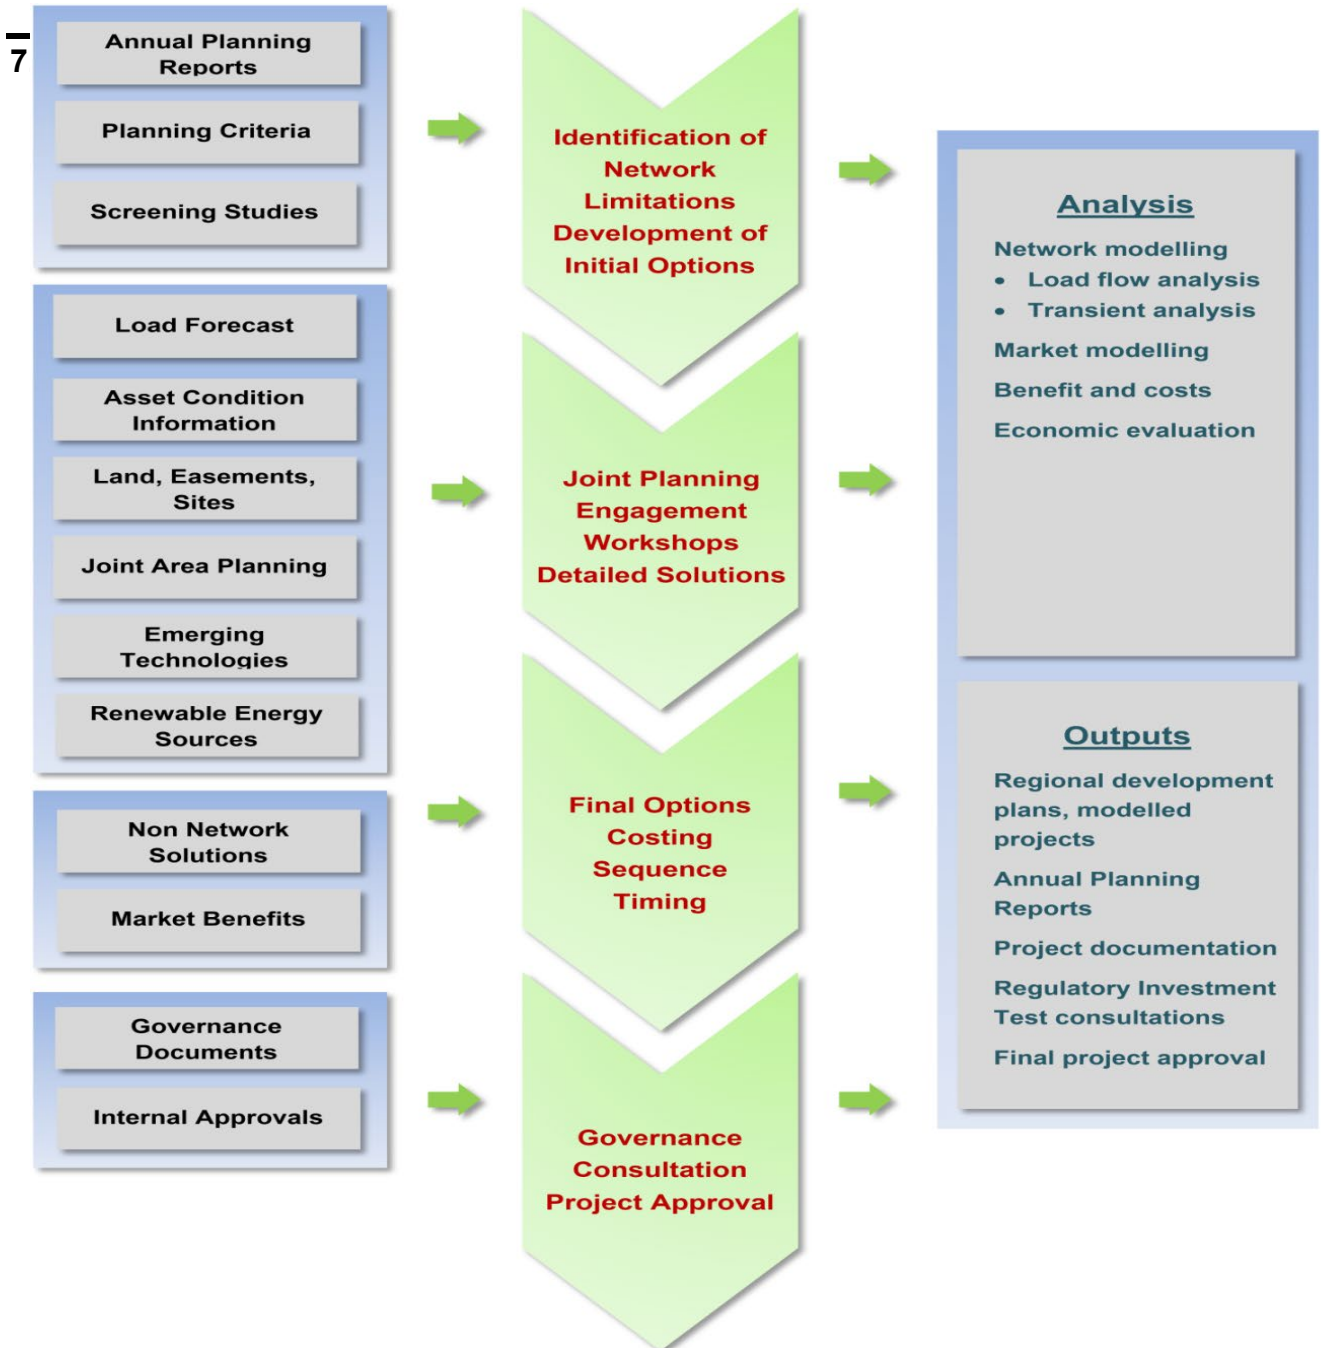 7
Annual Planning
Reports
Planning Criteria
Screening Studies
Load Forecast
Asset Condition
Information
Land, Easements,
Sites
Joint Area Planning
Emerging
Technologies
Renewable Energy
Sources
Non Network
Solutions
Market Benefits
Governance
Documents
Internal Approvals
Identification of
Network
Limitations
Development of
Initial Options
Joint Planning
Engagement
Workshops
Detailed Solutions
Final Options
Costing
Sequence
Timing
Governance
Consultation
Project Approval
Analysis
Network modelling
• Load flow analysis
• Transient analysis
Market modelling
Benefit and costs
Economic evaluation
Outputs
Regional development
plans, modelled
projects
Annual Planning
Reports
Project documentation
Regulatory Investment
Test consultations
Final project approval